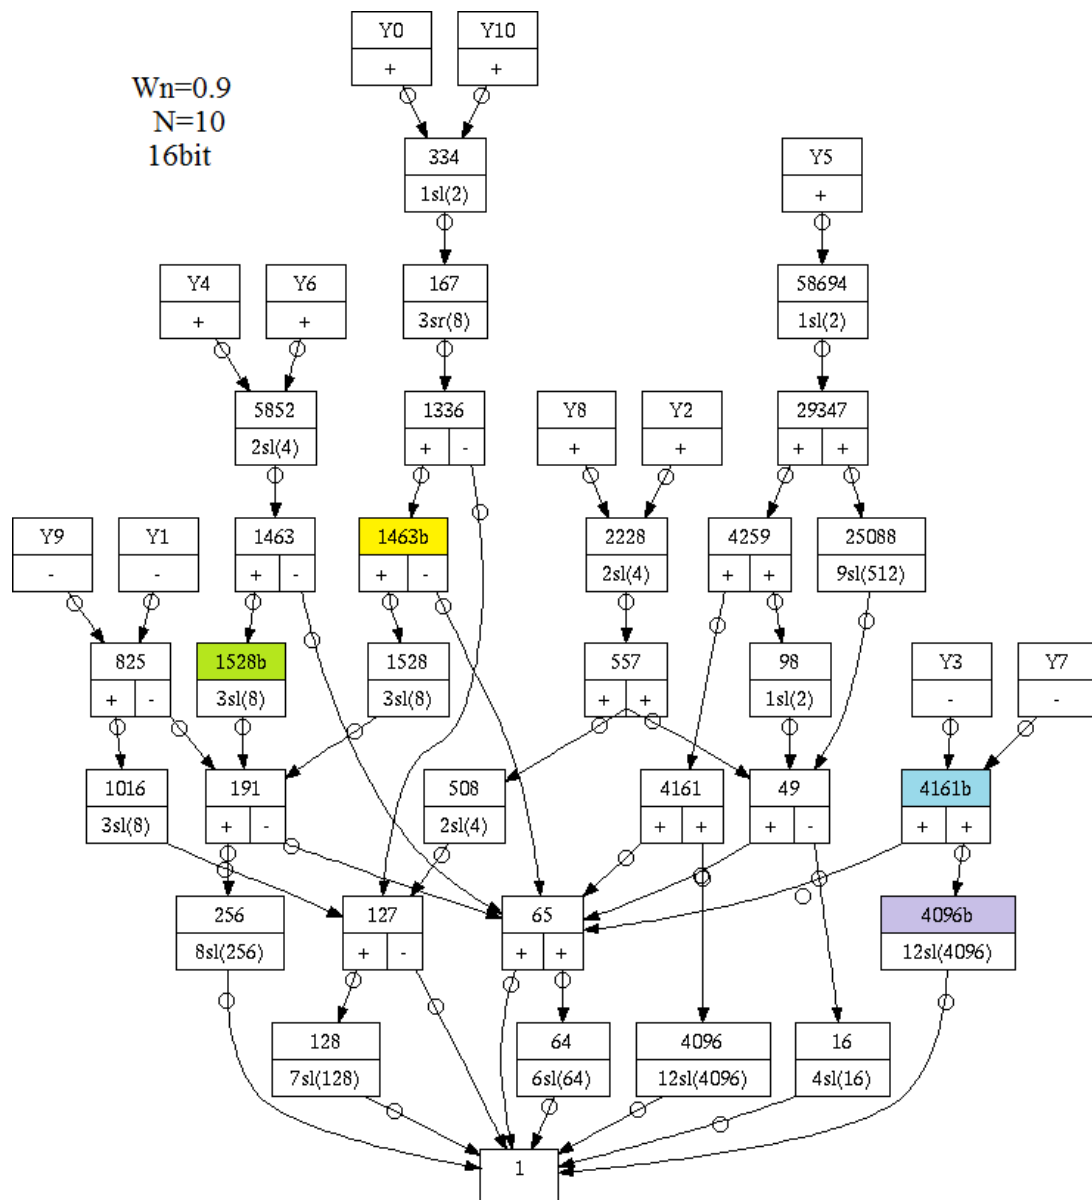 Y0 Y10
+ +
Wn=0.9
N=10
16bit
334
1sl(2)
Y5
+
Y4 Y6
+ +
167
3sr(8)
58694
1sl(2)
5852
2sl(4)
1336
+ -
Y8 Y2
+ +
29347
+ +
Y9 Y1
- -
1463
+ -
1463b
+ -
2228
2sl(4)
4259
+ +
25088
9sl(512)
825
+ -
1528b
3sl(8)
1528
3sl(8)
557
+ +
98
1sl(2)
Y3 Y7
- -
1016
3sl(8)
191
+ -
508
2sl(4)
4161
+ +
49
+ -
4161b
+ +
256
8sl(256)
127
+ -
65
+ +
4096b
12sl(4096)
128
7sl(128)
64
6sl(64)
4096
12sl(4096)
16
4sl(16)
1